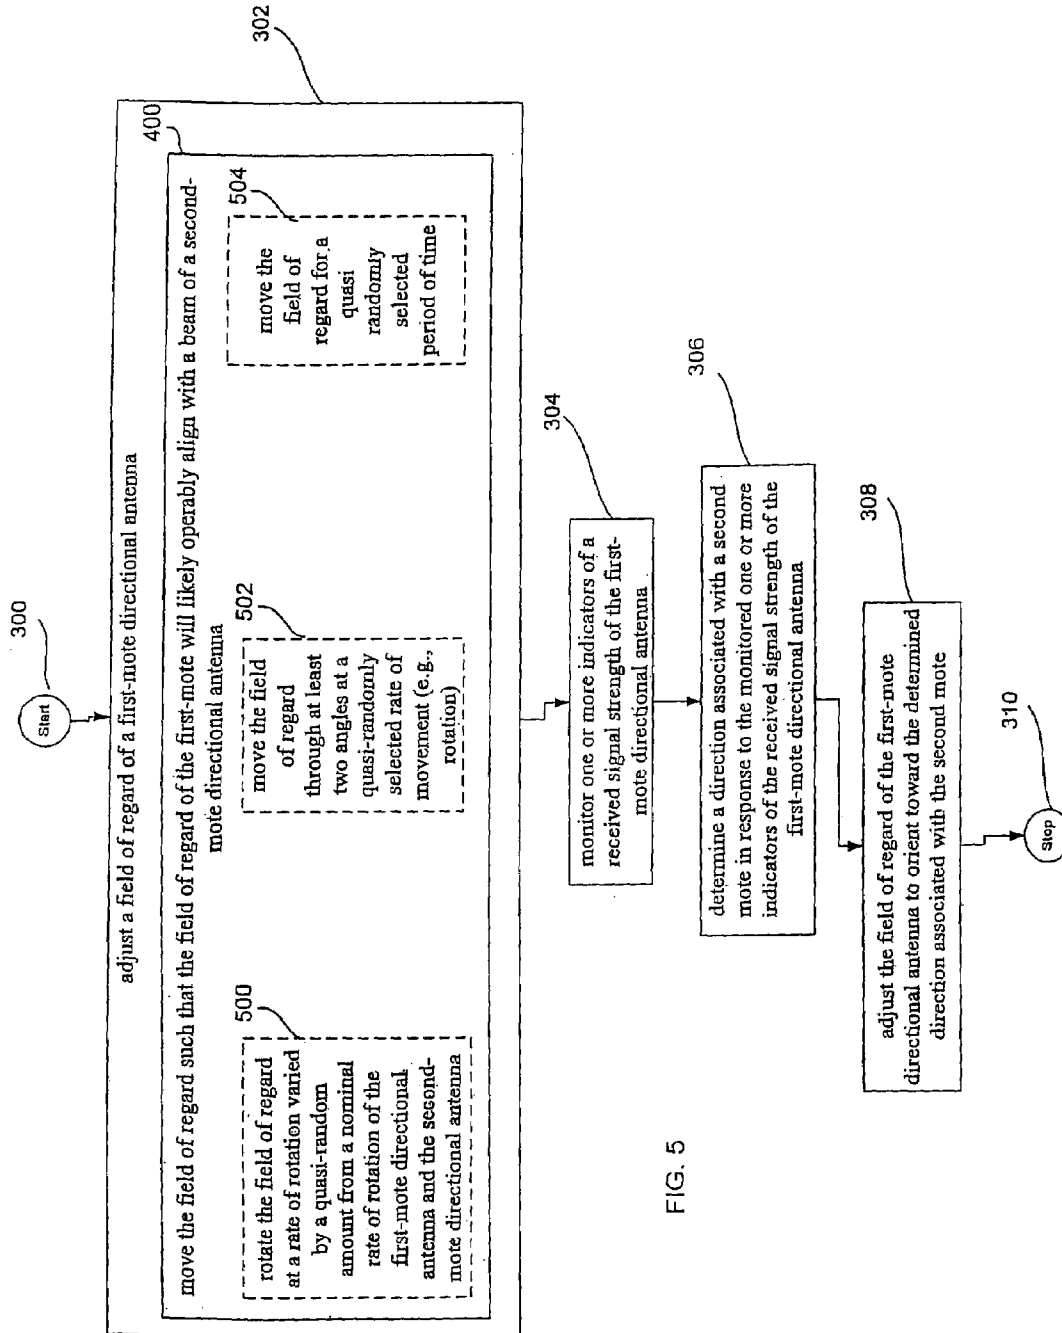 300
Start
302
adjust a field of regard of a first-mote directional antenna
400
move the field of regard such that the field of regard of the first-mote will likely operably align with a beam of a second-
mote directional antenna
500
rotate the field of regard
at a rate of rotation varied
by a quasi-random
amount from a nominal
rate of rotation of the
first-mote directional
antenna and the second-
mote directional antenna
502
move the field
of regard
through at least
two angles at a
quasi-randomly
selected rate of
movement (e.g.,
rotation)
504
move the
field of
regard for a
quasi
randomly
selected
period of time
304
monitor one or more indicators of a
received signal strength of the first-
mote directional antenna
306
determine a direction associated with a second
mote in response to the monitored one or more
indicators of the received signal strength of the
first-mote directional antenna
308
adjust the field of regard of the first-mote
directional antenna to orient toward the determined
direction associated with the second mote
310
Stop
FIG. 5